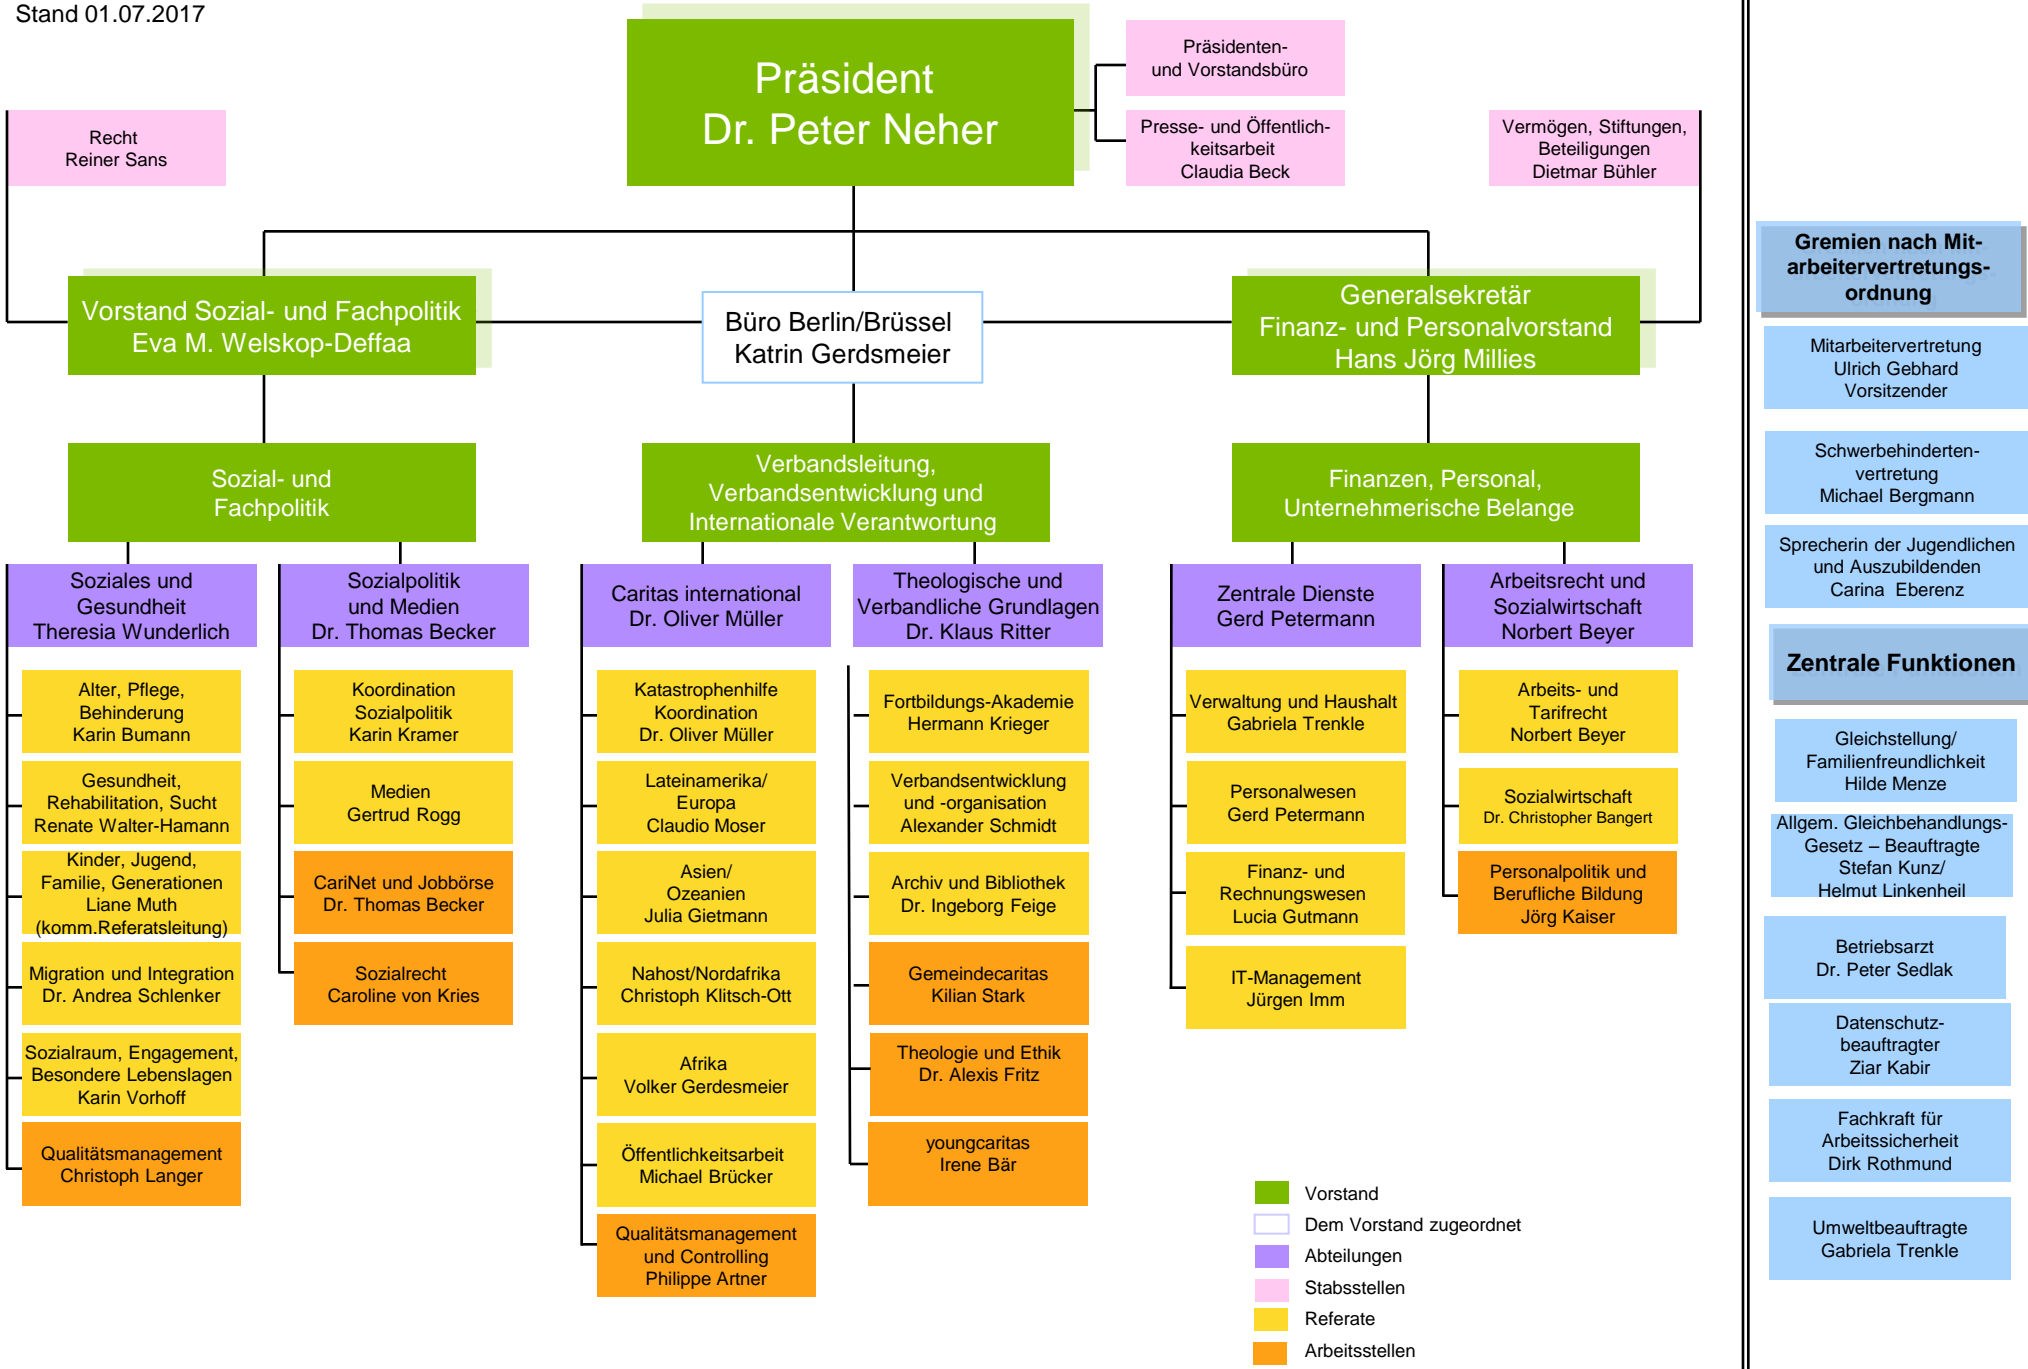 Stand 01.07.2017
Präsident
Dr. Peter Neher
Präsidenten-
und Vorstandsbüro
Presse- und Öffentlich-
keitsarbeit
Claudia Beck
Recht
Reiner Sans
Vermögen, Stiftungen,
Beteiligungen
Dietmar Bühler
Vorstand Sozial- und Fachpolitik
Eva M. Welskop-Deffaa
Büro Berlin/Brüssel
Katrin Gerdsmeier
Generalsekretär
Finanz- und Personalvorstand
Hans Jörg Millies
Sozial- und
Fachpolitik
Verbandsleitung,
Verbandsentwicklung und
Internationale Verantwortung
Finanzen, Personal,
Unternehmerische Belange
Soziales und
Gesundheit
Theresia Wunderlich
Alter, Pflege,
Behinderung
Karin Bumann
Gesundheit,
Rehabilitation, Sucht
Renate Walter-Hamann
Kinder, Jugend,
Familie, Generationen
Liane Muth
(komm.Referatsleitung)
Migration und Integration
Dr. Andrea Schlenker
Sozialraum, Engagement,
Besondere Lebenslagen
Karin Vorhoff
Qualitätsmanagement
Christoph Langer
Sozialpolitik
und Medien
Dr. Thomas Becker
Koordination
Sozialpolitik
Karin Kramer
Medien
Gertrud Rogg
CariNet und Jobbörse
Dr. Thomas Becker
Sozialrecht
Caroline von Kries
Caritas international
Dr. Oliver Müller
Katastrophenhilfe
Koordination
Dr. Oliver Müller
Lateinamerika/
Europa
Claudio Moser
Asien/
Ozeanien
Julia Gietmann
Nahost/Nordafrika
Christoph Klitsch-Ott
Afrika
Volker Gerdesmeier
Öffentlichkeitsarbeit
Michael Brücker
Qualitätsmanagement
und Controlling
Philippe Artner
Theologische und
Verbandliche Grundlagen
Dr. Klaus Ritter
Fortbildungs-Akademie
Hermann Krieger
Verbandsentwicklung
und -organisation
Alexander Schmidt
Archiv und Bibliothek
Dr. Ingeborg Feige
Gemeindecaritas
Kilian Stark
Theologie und Ethik
Dr. Alexis Fritz
youngcaritas
Irene Bär
Zentrale Dienste
Gerd Petermann
Verwaltung und Haushalt
Gabriela Trenkle
Personalwesen
Gerd Petermann
Finanz- und
Rechnungswesen
Lucia Gutmann
IT-Management
Jürgen Imm
Arbeitsrecht und
Sozialwirtschaft
Norbert Beyer
Arbeits- und
Tarifrecht
Norbert Beyer
Sozialwirtschaft
Dr. Christopher Bangert
Personalpolitik und
Berufliche Bildung
Jörg Kaiser
Vorstand
Dem Vorstand zugeordnet
Abteilungen
Stabsstellen
Referate
Arbeitsstellen
Gremien nach Mit-
arbeitervertretungs-
ordnung
Mitarbeitervertretung
Ulrich Gebhard
Vorsitzender
Schwerbehinderten-
vertretung
Michael Bergmann
Sprecherin der Jugendlichen
und Auszubildenden
Carina Eberenz
Zentrale Funktionen
Gleichstellung/
Familienfreundlichkeit
Hilde Menze
Allgem. Gleichbehandlungs-
Gesetz – Beauftragte
Stefan Kunz/
Helmut Linkenheil
Betriebsarzt
Dr. Peter Sedlak
Datenschutz-
beauftragter
Ziar Kabir
Fachkraft für
Arbeitssicherheit
Dirk Rothmund
Umweltbeauftragte
Gabriela Trenkle